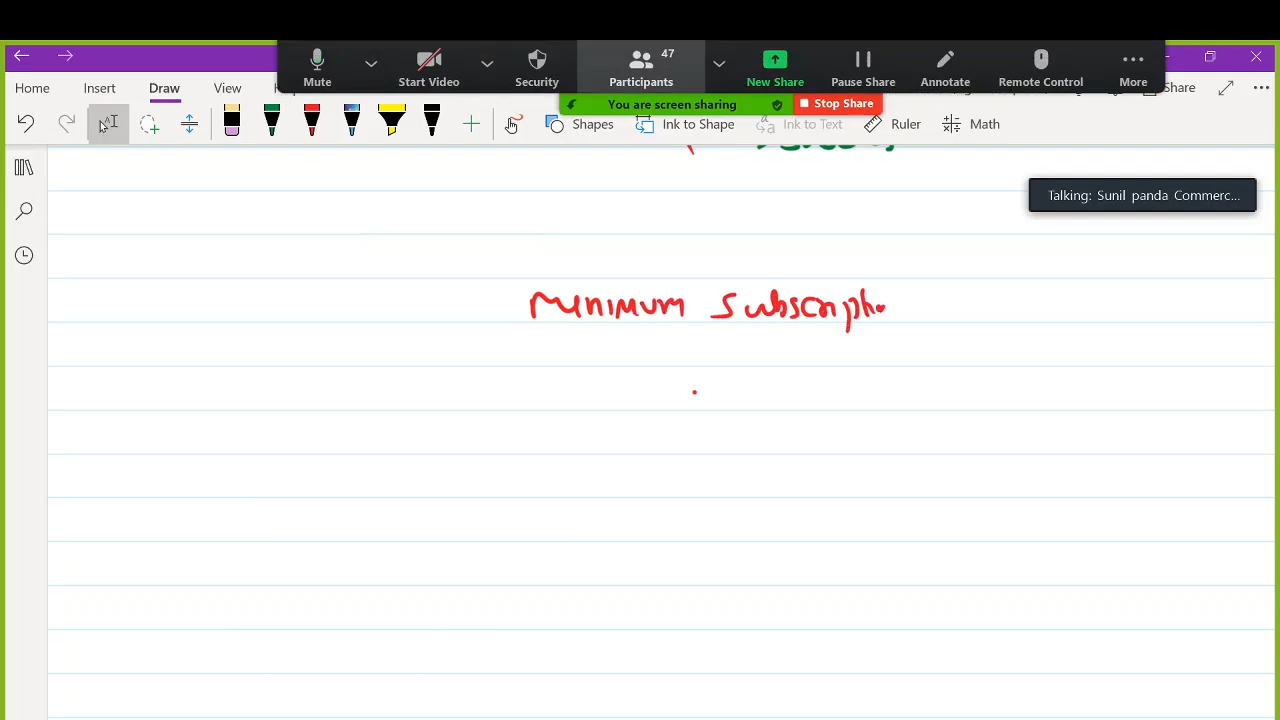 Mute
Start Video
Security
47
Participants
New Share
Pause Share
Annotate
Remote Control
More
You are screen sharing
Stop Share
Home
Insert
Draw
View
Share
Shapes
Ink to Shape
Ink to Text
Ruler
Math
Talking: Sunil panda Commerc...
Minimum Subscriptio